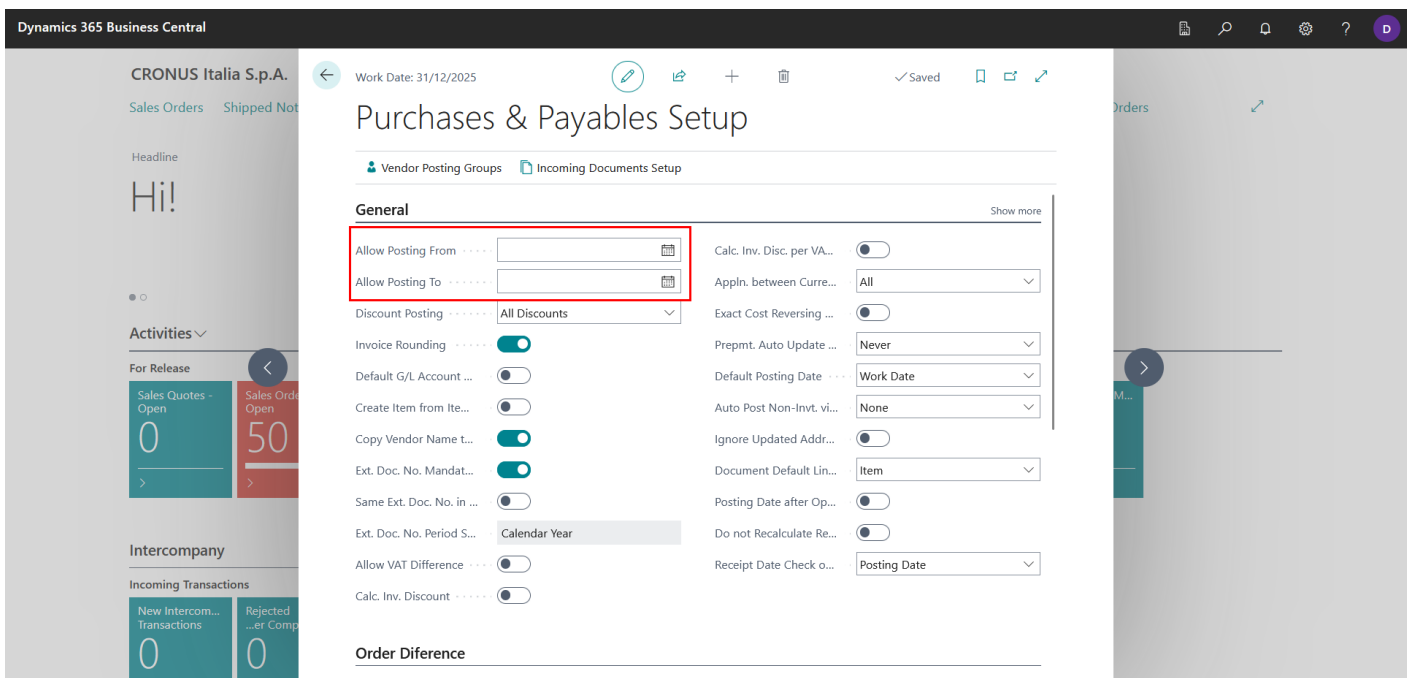 Dynamics 365 Business Central
?
D
CRONUS Italia S.p.A.
Sales Orders Shipped Not
Orders
Headline
Hi!
Activities
For Release
Sales Quotes -
Open
0
Sales Orde
Open
50
M...
Intercompany
Incoming Transactions
New Intercom...
Transactions
0
Rejected
...er Comp
0
Work Date: 31/12/2025
Saved
Purchases & Payables Setup
Vendor Posting Groups Incoming Documents Setup
General Show more
Allow Posting From
Allow Posting To
Discount Posting All Discounts
Invoice Rounding
Default G/L Account ...
Create Item from Ite...
Copy Vendor Name t...
Ext. Doc. No. Mandat...
Same Ext. Doc. No. in ...
Ext. Doc. No. Period S... Calendar Year
Allow VAT Difference
Calc. Inv. Discount
Calc. Inv. Disc. per VA...
Appln. between Curre... All
Exact Cost Reversing ...
Prepmt. Auto Update ... Never
Default Posting Date Work Date
Auto Post Non-Invt. vi... None
Ignore Updated Addr...
Document Default Lin... Item
Posting Date after Op...
Do not Recalculate Re...
Receipt Date Check o... Posting Date
Order Diference